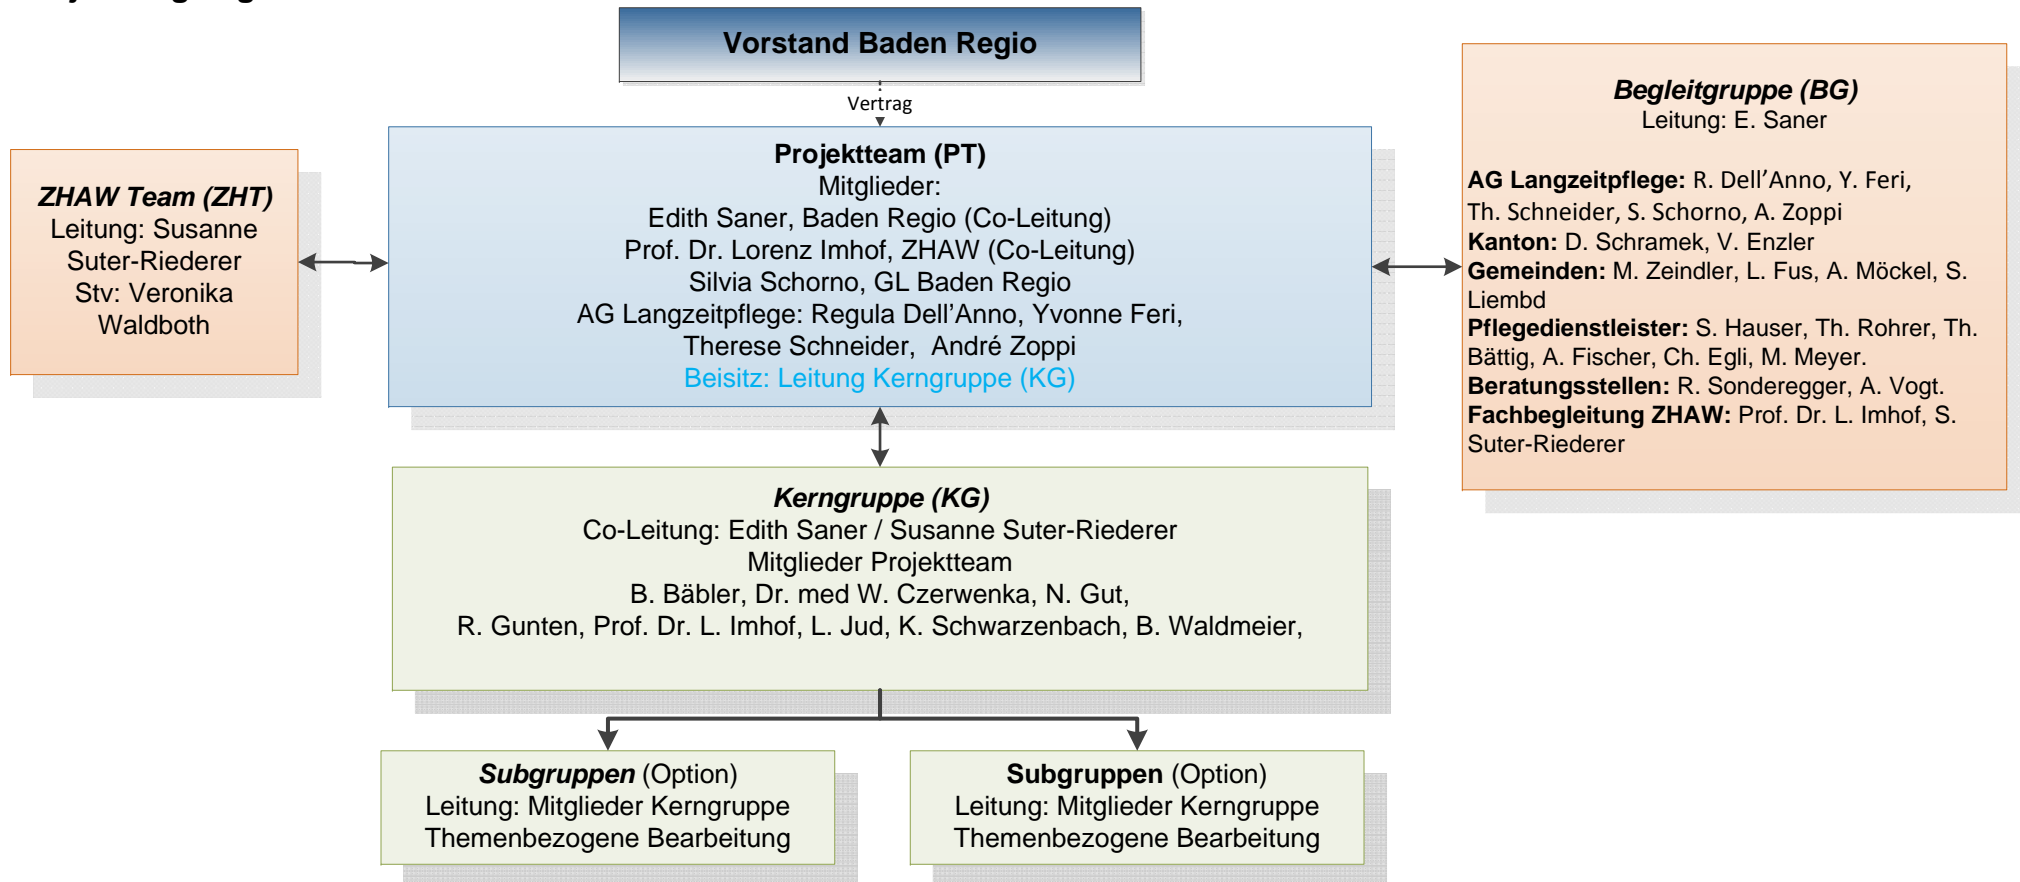 Vorstand Baden Regio
Vertrag
Projektteam (PT)
Mitglieder:
Edith Saner, Baden Regio (Co-Leitung)
Prof. Dr. Lorenz Imhof, ZHAW (Co-Leitung)
Silvia Schorno, GL Baden Regio
AG Langzeitpflege: Regula Dell’Anno, Yvonne Feri,
Therese Schneider, André Zoppi
Beisitz: Leitung Kerngruppe (KG)
ZHAW Team (ZHT)
Leitung: Susanne
Suter-Riederer
Stv: Veronika
Waldboth
Begleitgruppe (BG)
Leitung: E. Saner
AG Langzeitpflege: R. Dell’Anno, Y. Feri,
Th. Schneider, S. Schorno, A. Zoppi
Kanton: D. Schramek, V. Enzler
Gemeinden: M. Zeindler, L. Fus, A. Möckel, S.
Liembd
Pflegedienstleister: S. Hauser, Th. Rohrer, Th.
Bättig, A. Fischer, Ch. Egli, M. Meyer.
Beratungsstellen: R. Sonderegger, A. Vogt.
Fachbegleitung ZHAW: Prof. Dr. L. Imhof, S.
Suter-Riederer
Kerngruppe (KG)
Co-Leitung: Edith Saner / Susanne Suter-Riederer
Mitglieder Projektteam
B. Bäbler, Dr. med W. Czerwenka, N. Gut,
R. Gunten, Prof. Dr. L. Imhof, L. Jud, K. Schwarzenbach, B. Waldmeier,
Subgruppen (Option)
Leitung: Mitglieder Kerngruppe
Themenbezogene Bearbeitung
Subgruppen (Option)
Leitung: Mitglieder Kerngruppe
Themenbezogene Bearbeitung